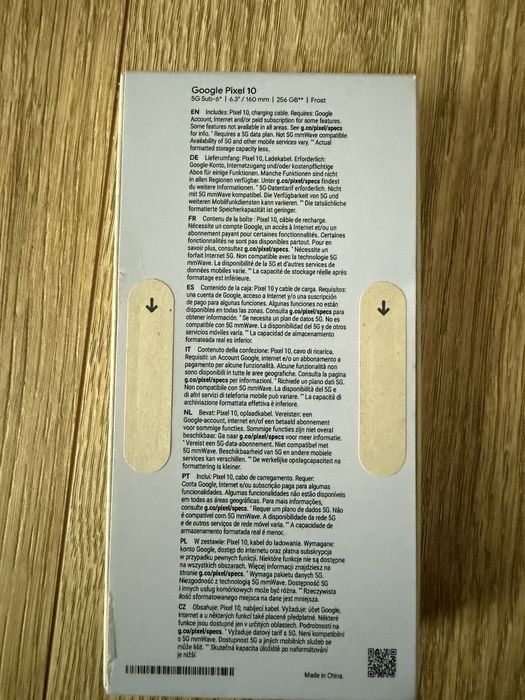 Google Pixel 10
5G Sub-6* | 6.3" / 160 mm | 256 GB** | Frost
EN Includes: Pixel 10, charging cable. Requires: Google
Account, Internet and/or paid subscription for some features.
Some features not available in all areas. See g.co/pixel/specs
for info. * Requires a 5G data plan. Not 5G mmWave compatible.
Availability of 5G and other mobile services vary. ** Actual
formatted storage capacity less.
DE Lieferumfang: Pixel 10, Ladekabel. Erforderlich:
Google-Konto, Internetzugang und/oder kostenpflichtige
Abos für einige Funktionen. Manche Funktionen sind nicht
in allen Regionen verfügbar. Unter g.co/pixel/specs findest
du weitere Informationen. * 5G-Datentarif erforderlich. Nicht
mit 5G mmWave kompatibel. Die Verfügbarkeit von 5G und
weiteren Mobilfunkdiensten kann variieren. ** Die tatsächliche
formatierte Speicherkapazität ist geringer.
FR Contenu de la boîte : Pixel 10, câble de recharge.
Nécessite un compte Google, un accès à Internet et/ou un
abonnement payant pour certaines fonctionnalités. Certaines
fonctionnalités ne sont pas disponibles partout. Pour en
savoir plus, consultez g.co/pixel/specs. * Nécessite un
forfait Internet 5G. Non compatible avec la technologie 5G
mmWave. La disponibilité de la 5G et d'autres services de
données mobiles varie. ** La capacité de stockage réelle après
formatage est inférieure.
ES Contenido de la caja: Pixel 10 y cable de carga. Requisitos:
una cuenta de Google, acceso a Internet y/o una suscripción
de pago para algunas funciones. Algunas funciones no están
disponibles en todas las zonas. Consulta g.co/pixel/specs para
obtener información. * Se necesita un plan de datos 5G. No es
compatible con 5G mmWave. La disponibilidad del 5G y de otros
servicios móviles varía. ** La capacidad de almacenamiento
formateada real es inferior.
IT Contenuto della confezione: Pixel 10, cavo di ricarica.
Requisiti: un Account Google, internet e/o un abbonamento a
pagamento per alcune funzionalità. Alcune funzionalità non
sono disponibili in tutte le aree geografiche. Consulta la pagina
g.co/pixel/specs per informazioni. * Richiede un piano dati 5G.
Non compatibile con 5G mmWave. La disponibilità del 5G e
di altri servizi di telefonia mobile può variare. ** La capacità di
archiviazione formattata effettiva è inferiore.
NL Bevat: Pixel 10, oplaadkabel. Vereisten: een
Google-account, internet en/of een betaald abonnement
voor sommige functies. Sommige functies zijn niet overal
beschikbaar. Ga naar g.co/pixel/specs voor meer informatie.
* Vereist een 5G-data-abonnement. Niet compatibel met
5G mmWave. Beschikbaarheid van 5G en andere mobiele
services kan verschillen. ** De werkelijke opslagcapaciteit na
formattering is kleiner.
PT Inclui: Pixel 10, cabo de carregamento. Requer:
Conta Google, Internet e/ou subscrição paga para algumas
funcionalidades. Algumas funcionalidades não estão disponíveis
em todas as áreas geográficas. Para mais informações,
consulte g.co/pixel/specs. * Requer um plano de dados 5G. Não
é compatível com 5G mmWave. A disponibilidade da rede 5G
e de outros serviços de rede móvel varia. ** A capacidade de
armazenamento formatada real é menor.
PL W zestawie: Pixel 10, kabel do ładowania. Wymagane:
konto Google, dostęp do internetu oraz płatna subskrypcja
w przypadku pewnych funkcji. Niektóre funkcje nie są dostępne
na wszystkich obszarach. Więcej informacji znajdziesz na
stronie g.co/pixel/specs. * Wymaga pakietu danych 5G.
Niezgodność z technologią 5G mmWave. Dostępność 5G
i innych usług komórkowych może być różna. ** Rzeczywista
ilość sformatowanego miejsca na dane jest mniejsza.
CZ Obsahuje: Pixel 10, nabíjecí kabel. Vyžaduje: účet Google,
Internet a u některých funkcí také placené předplatné. Některé
funkce jsou dostupné jen v určitých oblastech. Podrobnosti na
g.co/pixel/specs. * Vyžaduje datový tarif s 5G. Není kompatibilní
s 5G mmWave. Dostupnost 5G a jiných mobilních služeb se
může lišit. ** Skutečná kapacita úložiště po naformátování
je nižší.
Made in China.